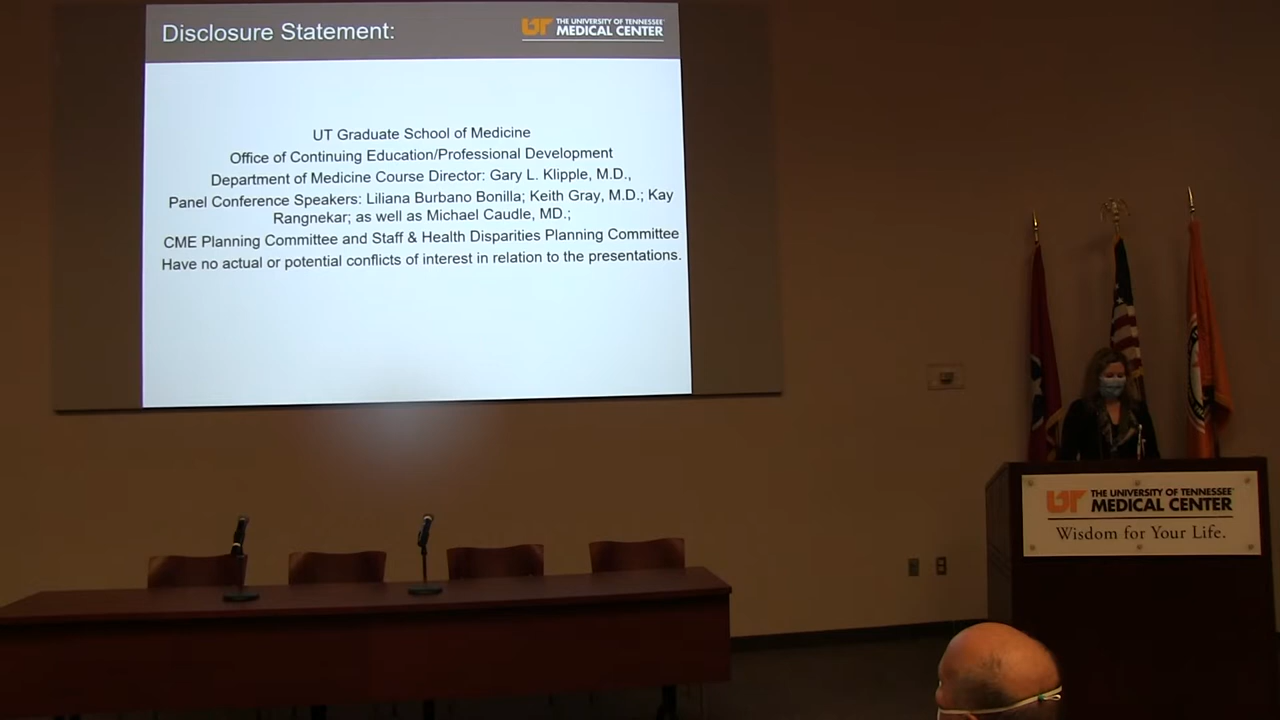 Disclosure Statement:
UT THE UNIVERSITY OF TENNESSEE
MEDICAL CENTER
UT Graduate School of Medicine
Office of Continuing Education/Professional Development
Department of Medicine Course Director: Gary L. Klipple, M.D.,
Panel Conference Speakers: Liliana Burbano Bonilla; Keith Gray, M.D.; Kay
Rangnekar; as well as Michael Caudle, MD.;
CME Planning Committee and Staff & Health Disparities Planning Committee
Have no actual or potential conflicts of interest in relation to the presentations.
UT THE UNIVERSITY OF TENNESSEE
MEDICAL CENTER
Wisdom for Your Life.